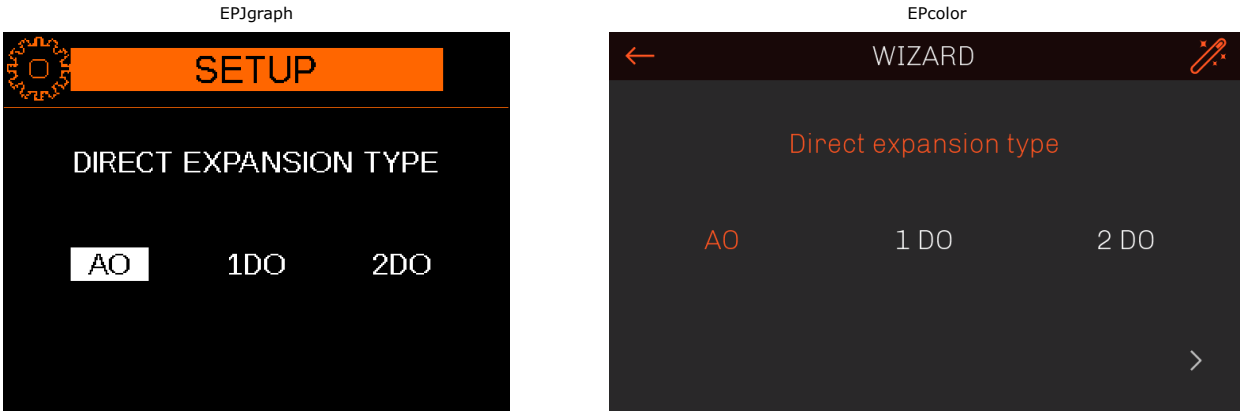 EPJgraph
SETUP
DIRECT EXPANSION TYPE
AO 1DO 2DO
EPcolor
WIZARD
Direct expansion type
AO 1 DO 2 DO